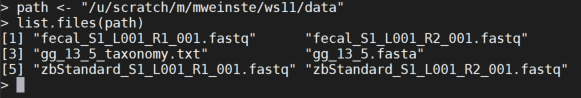 > path <- "/u/scratch/m/mweinste/ws11/data"
> list.files(path)
[1] "fecal_S1_L001_R1_001.fastq" "fecal_S1_L001_R2_001.fastq"
[3] "gg_13_5_taxonomy.txt" "gg_13_5.fasta"
[5] "zbStandard_S1_L001_R1_001.fastq" "zbStandard_S1_L001_R2_001.fastq"
>